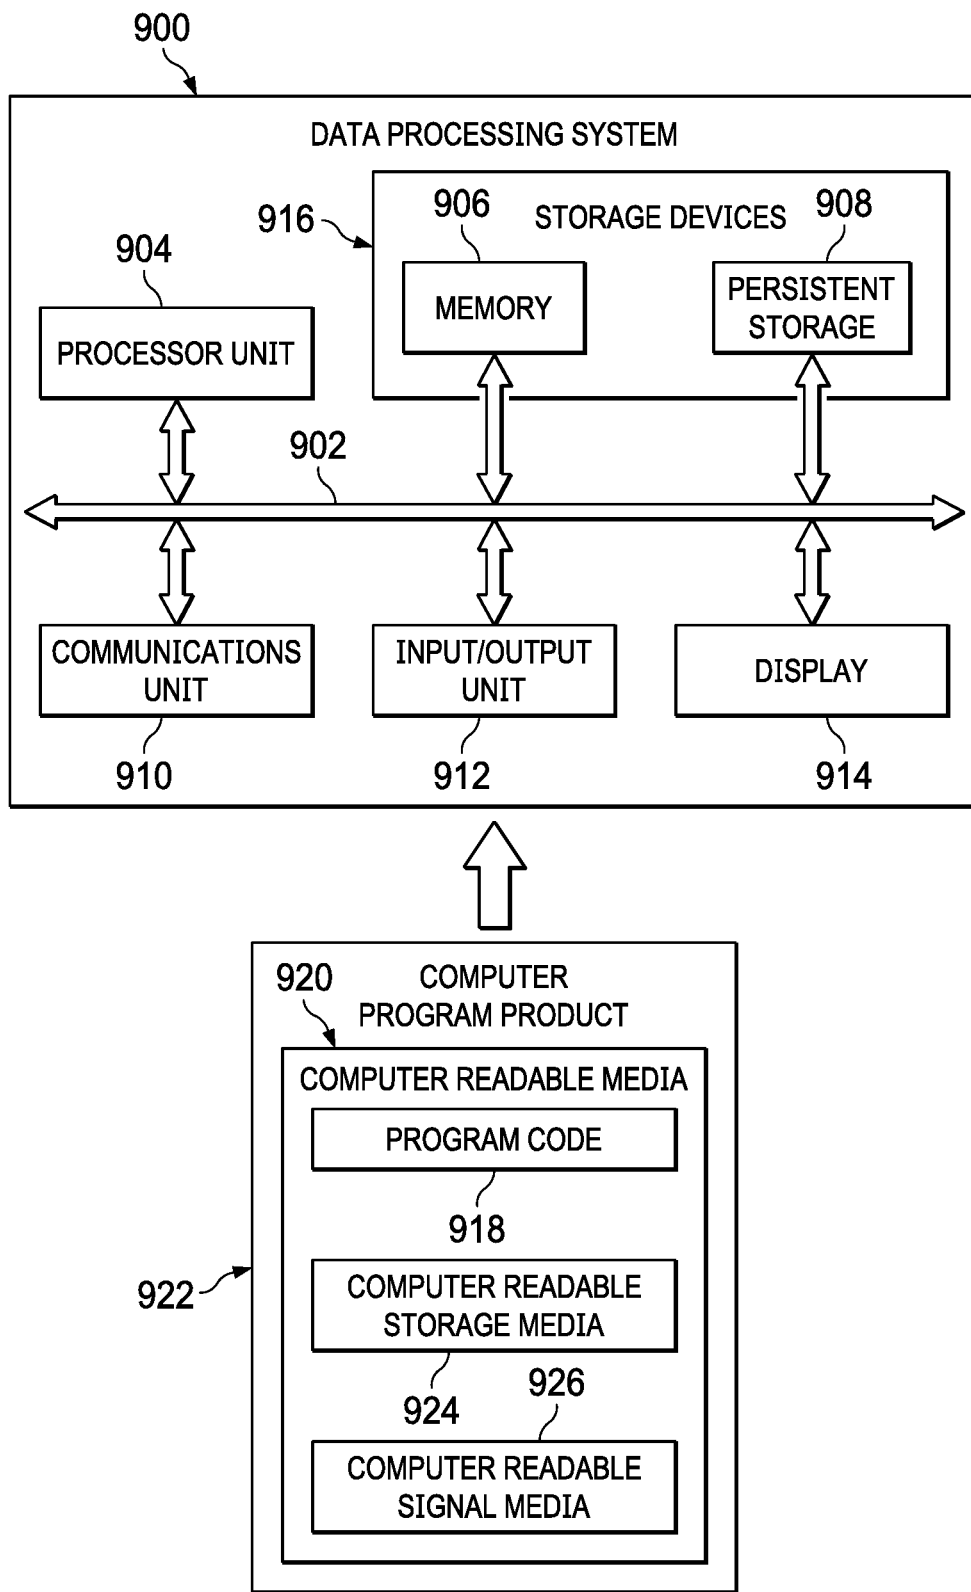 900
DATA PROCESSING SYSTEM
916
906
STORAGE DEVICES
908
904
MEMORY
PERSISTENT
STORAGE
PROCESSOR UNIT
902
COMMUNICATIONS
UNIT
INPUT/OUTPUT
UNIT
DISPLAY
910
912
914
920
COMPUTER
PROGRAM PRODUCT
COMPUTER READABLE MEDIA
PROGRAM CODE
918
922
COMPUTER READABLE
STORAGE MEDIA
924
926
COMPUTER READABLE
SIGNAL MEDIA